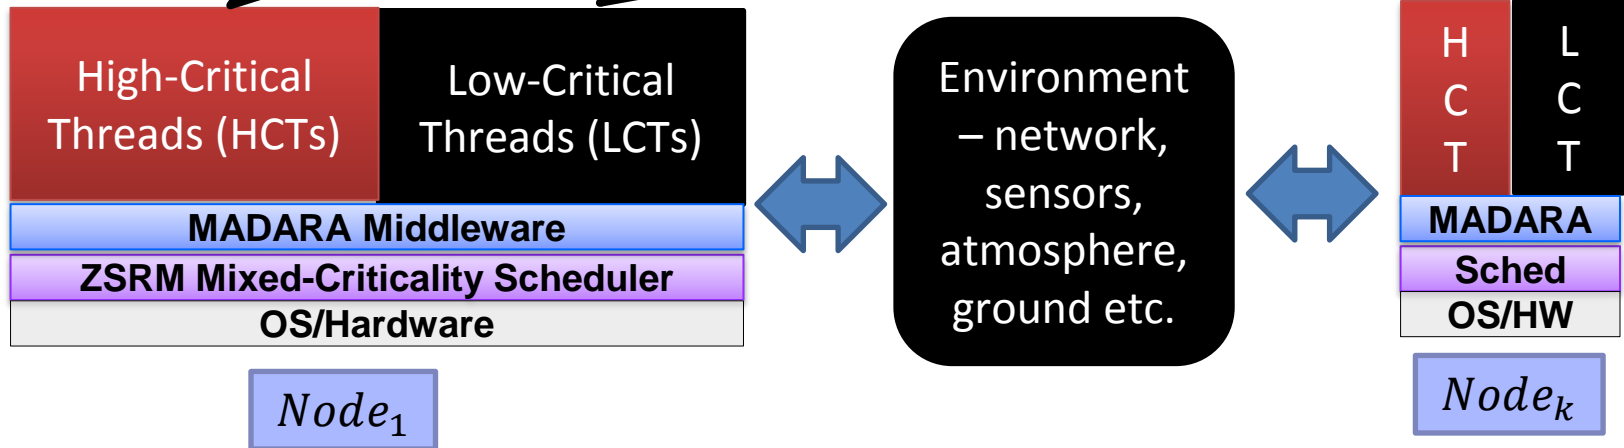 High-Critical
Threads (HCTs)
Low-Critical
Threads (LCTs)
MADARA Middleware
ZSRM Mixed-Criticality Scheduler
OS/Hardware
Node₁
Environment
– network,
sensors,
atmosphere,
ground etc.
H
C
T
L
C
T
MADARA
Sched
OS/HW
Nodeₖ